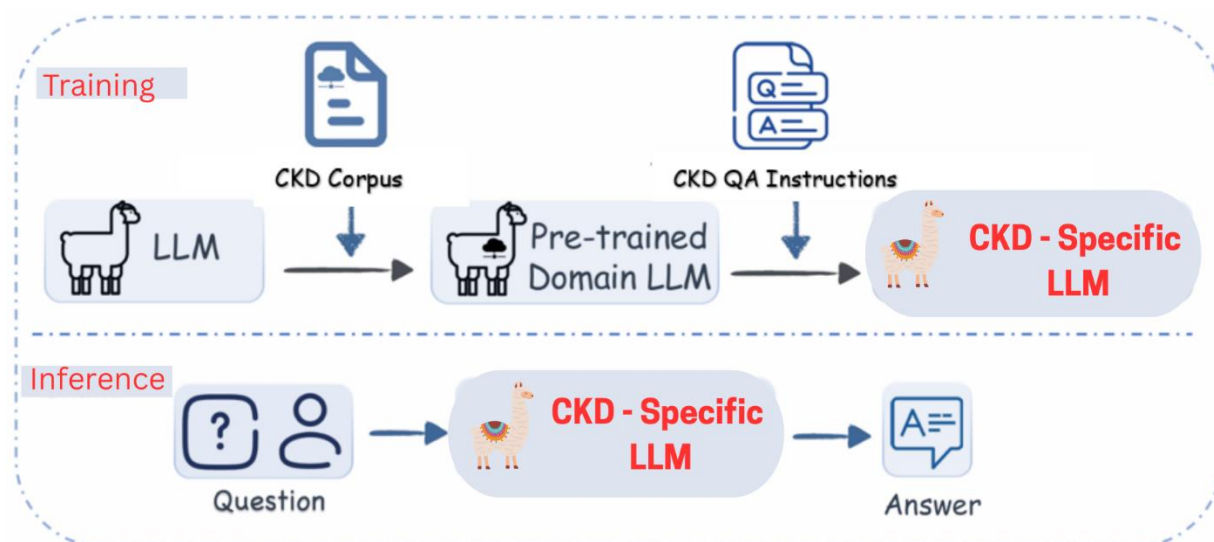 Training
CKD Corpus
CKD QA Instructions
Q
A
LLM
Pre-trained
Domain LLM
CKD - Specific
LLM
Inference
?
Question
CKD - Specific
LLM
A
Answer